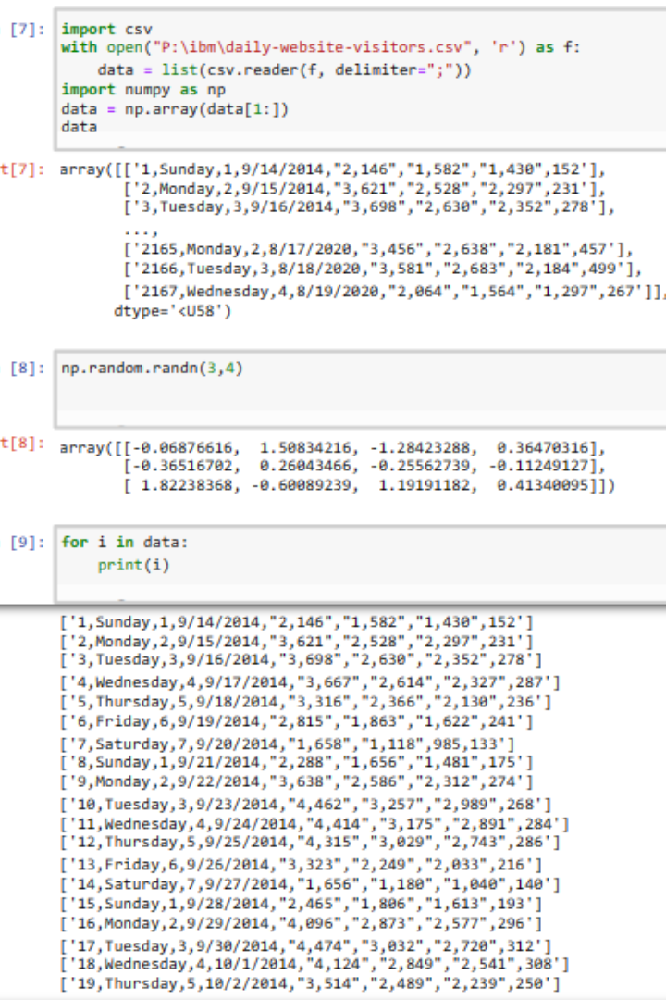 [7]: import csv
with open("P:\ibm\daily-website-visitors.csv", 'r') as f:
    data = list(csv.reader(f, delimiter=";"))
import numpy as np
data = np.array(data[1:])
data
t[7]: array([['1,Sunday,1,9/14/2014,"2,146","1,582","1,430",152'],
['2,Monday,2,9/15/2014,"3,621","2,528","2,297",231'],
['3,Tuesday,3,9/16/2014,"3,698","2,630","2,352",278'],
...,
['2165,Monday,2,8/17/2020,"3,456","2,638","2,181",457'],
['2166,Tuesday,3,8/18/2020,"3,581","2,683","2,184",499'],
['2167,Wednesday,4,8/19/2020,"2,064","1,564","1,297",267']],
dtype='<U58')
[8]: np.random.randn(3,4)
t[8]: array([[-0.06876616, 1.50834216, -1.28423288, 0.36470316],
[-0.36516702, 0.26043466, -0.25562739, -0.11249127],
[ 1.82238368, -0.60089239, 1.19191182, 0.41340095]])
[9]: for i in data:
    print(i)
['1,Sunday,1,9/14/2014,"2,146","1,582","1,430",152']
['2,Monday,2,9/15/2014,"3,621","2,528","2,297",231']
['3,Tuesday,3,9/16/2014,"3,698","2,630","2,352",278']
['4,Wednesday,4,9/17/2014,"3,667","2,614","2,327",287']
['5,Thursday,5,9/18/2014,"3,316","2,366","2,130",236']
['6,Friday,6,9/19/2014,"2,815","1,863","1,622",241']
['7,Saturday,7,9/20/2014,"1,658","1,118",985,133']
['8,Sunday,1,9/21/2014,"2,288","1,656","1,481",175']
['9,Monday,2,9/22/2014,"3,638","2,586","2,312",274']
['10,Tuesday,3,9/23/2014,"4,462","3,257","2,989",268']
['11,Wednesday,4,9/24/2014,"4,414","3,175","2,891",284']
['12,Thursday,5,9/25/2014,"4,315","3,029","2,743",286']
['13,Friday,6,9/26/2014,"3,323","2,249","2,033",216']
['14,Saturday,7,9/27/2014,"1,656","1,180","1,040",140']
['15,Sunday,1,9/28/2014,"2,465","1,806","1,613",193']
['16,Monday,2,9/29/2014,"4,096","2,873","2,577",296']
['17,Tuesday,3,9/30/2014,"4,474","3,032","2,720",312']
['18,Wednesday,4,10/1/2014,"4,124","2,849","2,541",308']
['19,Thursday,5,10/2/2014,"3,514","2,489","2,239",250']